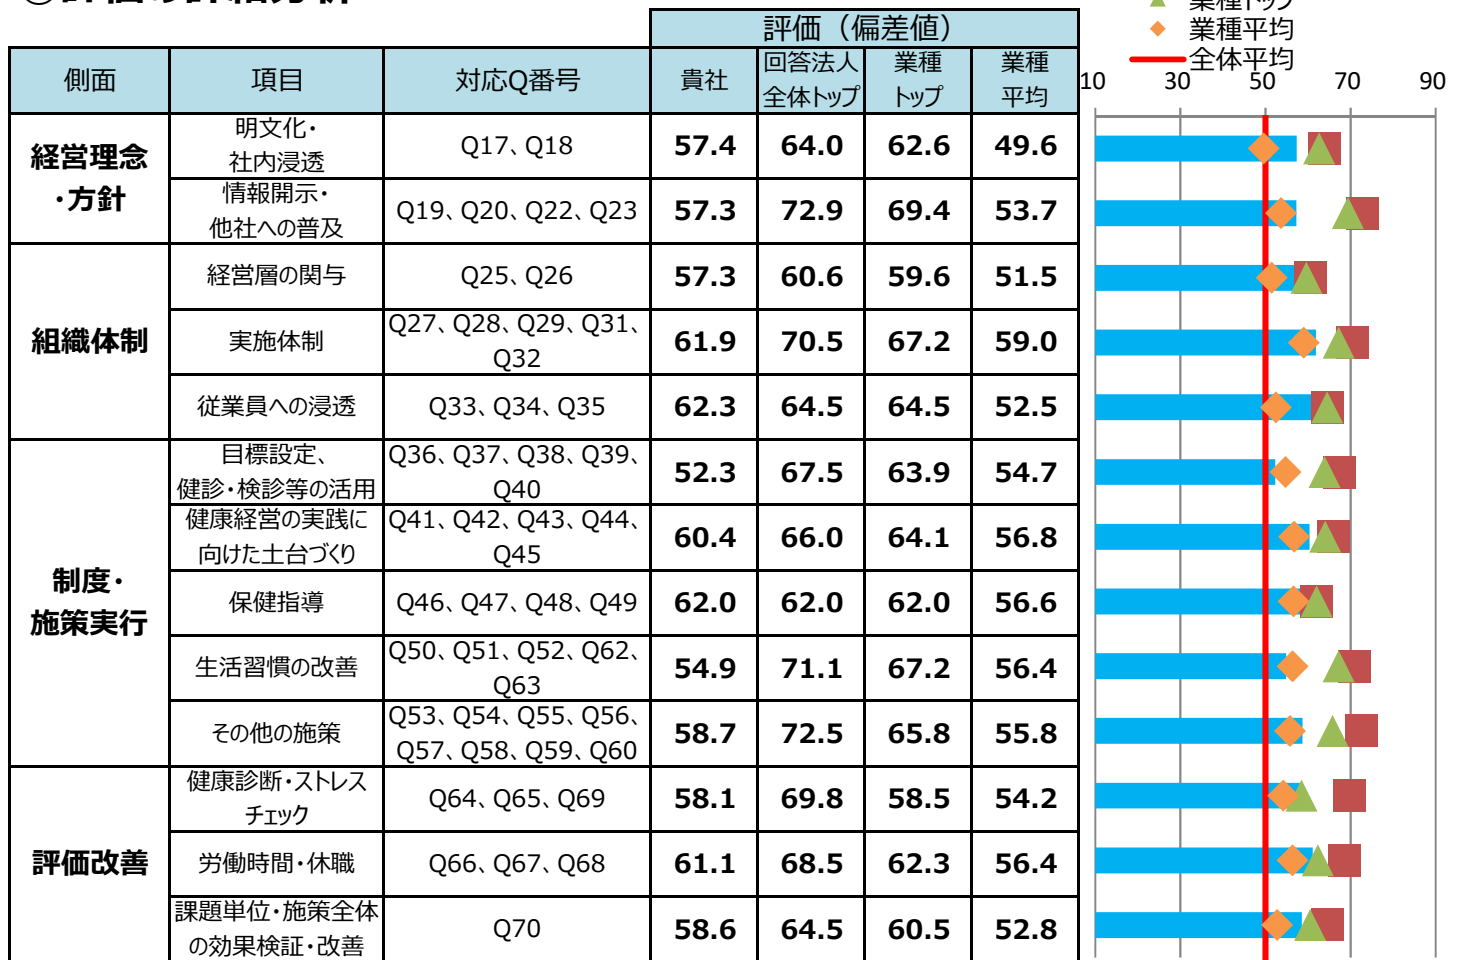 業種平均
全体平均
10 30 50 70 90
評価（偏差値）
側面 項目 対応Q番号 貴社 回答法人 業種 業種
全体トップ トップ 平均
経営理念
・方針
明文化・
社内浸透
Q17、Q18 57.4 64.0 62.6 49.6
情報開示・
他社への普及
Q19、Q20、Q22、Q23 57.3 72.9 69.4 53.7
組織体制
経営層の関与 Q25、Q26 57.3 60.6 59.6 51.5
実施体制
Q27、Q28、Q29、Q31、
Q32
61.9 70.5 67.2 59.0
従業員への浸透 Q33、Q34、Q35 62.3 64.5 64.5 52.5
制度・
施策実行
目標設定、
健診・検診等の活用
Q36、Q37、Q38、Q39、
Q40
52.3 67.5 63.9 54.7
健康経営の実践に
向けた土台づくり
Q41、Q42、Q43、Q44、
Q45
60.4 66.0 64.1 56.8
保健指導 Q46、Q47、Q48、Q49 62.0 62.0 62.0 56.6
生活習慣の改善
Q50、Q51、Q52、Q62、
Q63
54.9 71.1 67.2 56.4
その他の施策
Q53、Q54、Q55、Q56、
Q57、Q58、Q59、Q60
58.7 72.5 65.8 55.8
評価改善
健康診断・ストレス
チェック
Q64、Q65、Q69 58.1 69.8 58.5 54.2
労働時間・休職 Q66、Q67、Q68 61.1 68.5 62.3 56.4
課題単位・施策全体
の効果検証・改善
Q70 58.6 64.5 60.5 52.8